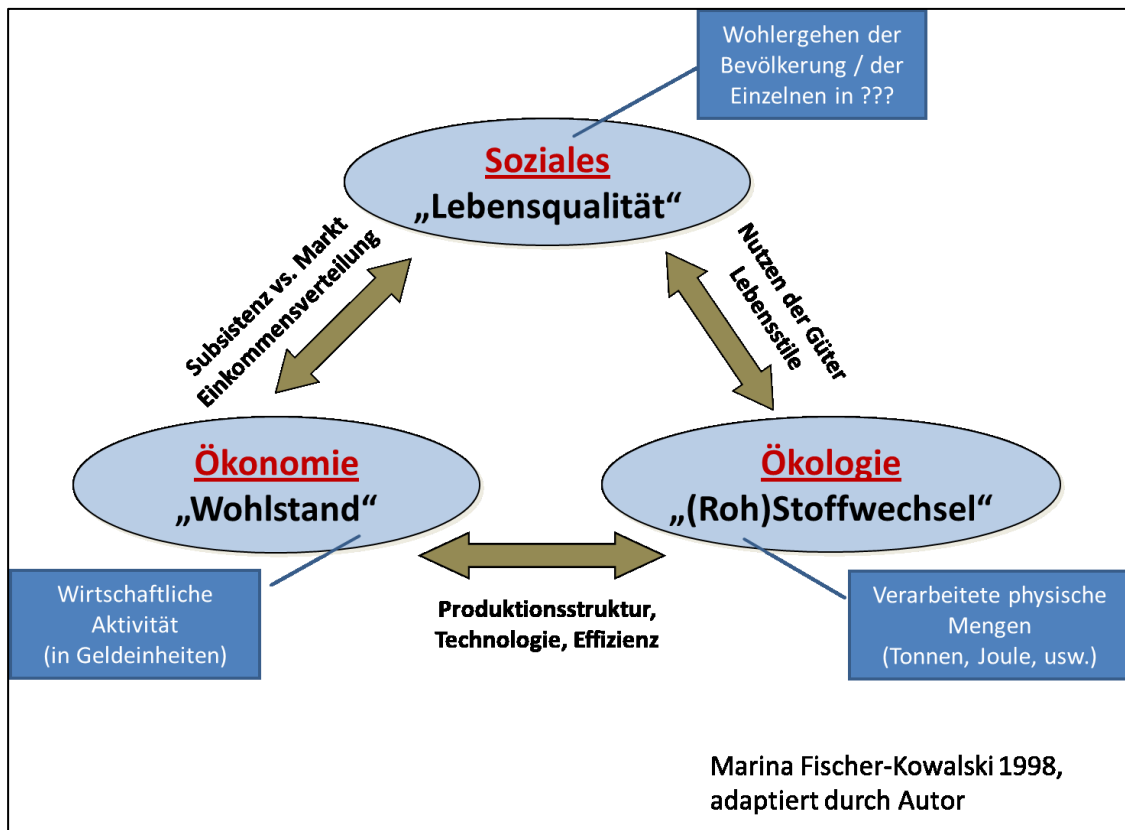 Wohlergehen der
Bevölkerung / der
Einzelnen in ???
Soziales
„Lebensqualität“
Subsistenz vs. Markt
Einkommensverteilung
Nutzen der Güter
Lebensstile
Ökonomie
„Wohlstand“
Ökologie
„(Roh)Stoffwechsel“
Wirtschaftliche
Aktivität
(in Geldeinheiten)
Produktionsstruktur,
Technologie, Effizienz
Verarbeitete physische
Mengen
(Tonnen, Joule, usw.)
Marina Fischer-Kowalski 1998,
adaptiert durch Autor